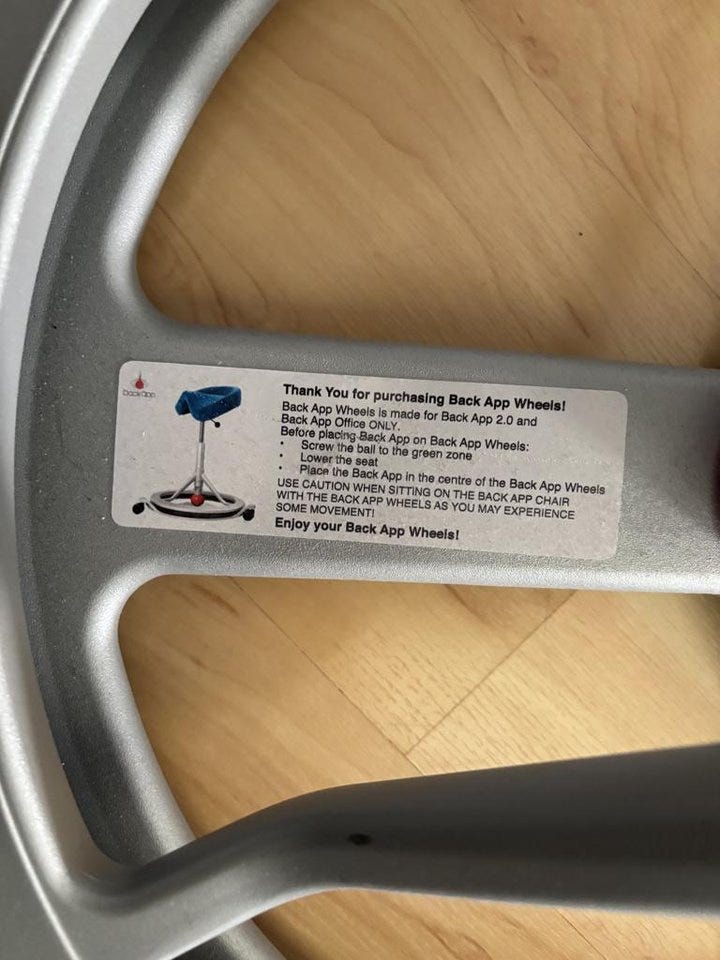 back app
Thank You for purchasing Back App Wheels!
Back App Wheels is made for Back App 2.0 and
Back App Office ONLY.
Before placing Back App on Back App Wheels:
• Screw the ball to the green zone
• Lower the seat
• Place the Back App in the centre of the Back App Wheels
USE CAUTION WHEN SITTING ON THE BACK APP CHAIR
WITH THE BACK APP WHEELS AS YOU MAY EXPERIENCE
SOME MOVEMENT!
Enjoy your Back App Wheels!